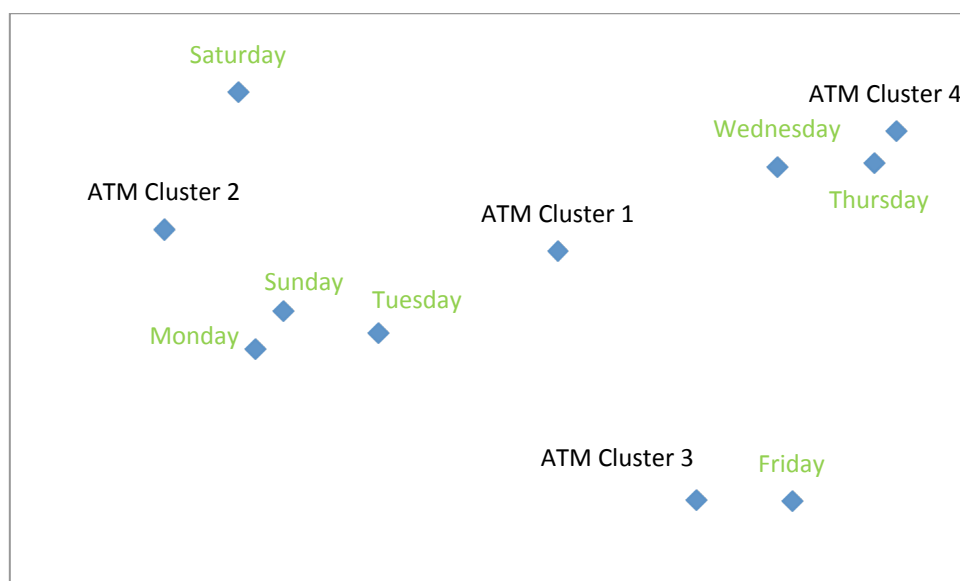 Saturday
ATM Cluster 4
Wednesday
ATM Cluster 2
Thursday
ATM Cluster 1
Sunday
Tuesday
Monday
ATM Cluster 3
Friday